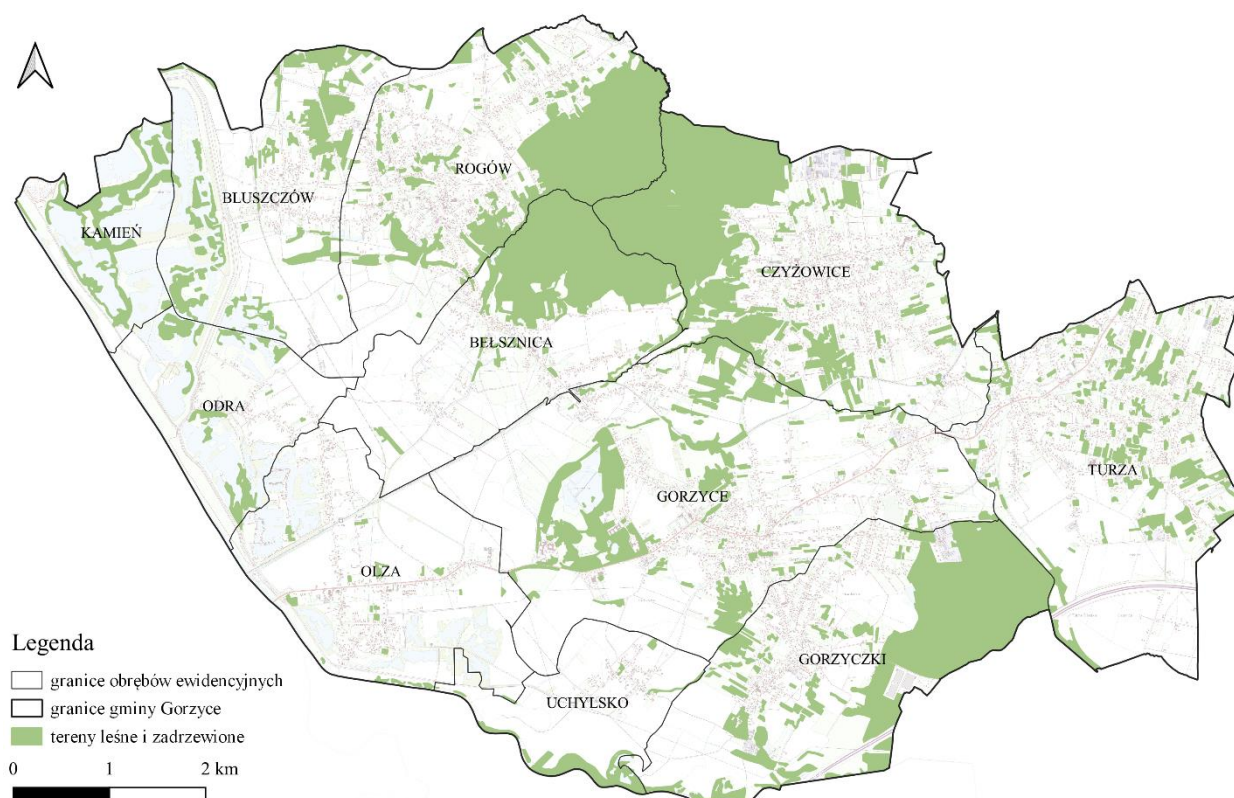 ROGÓW
BLUSZCZÓW
KAMIEŃ
CZYŻOWICE
BEŁSZNICA
ODRA
TURZA
GORZYCE
OLZA
GORZYCZKI
UCHYLSKO
Legenda
granice obrębów ewidencyjnych
granice gminy Gorzyce
tereny leśne i zadrzewione
0 1 2 km